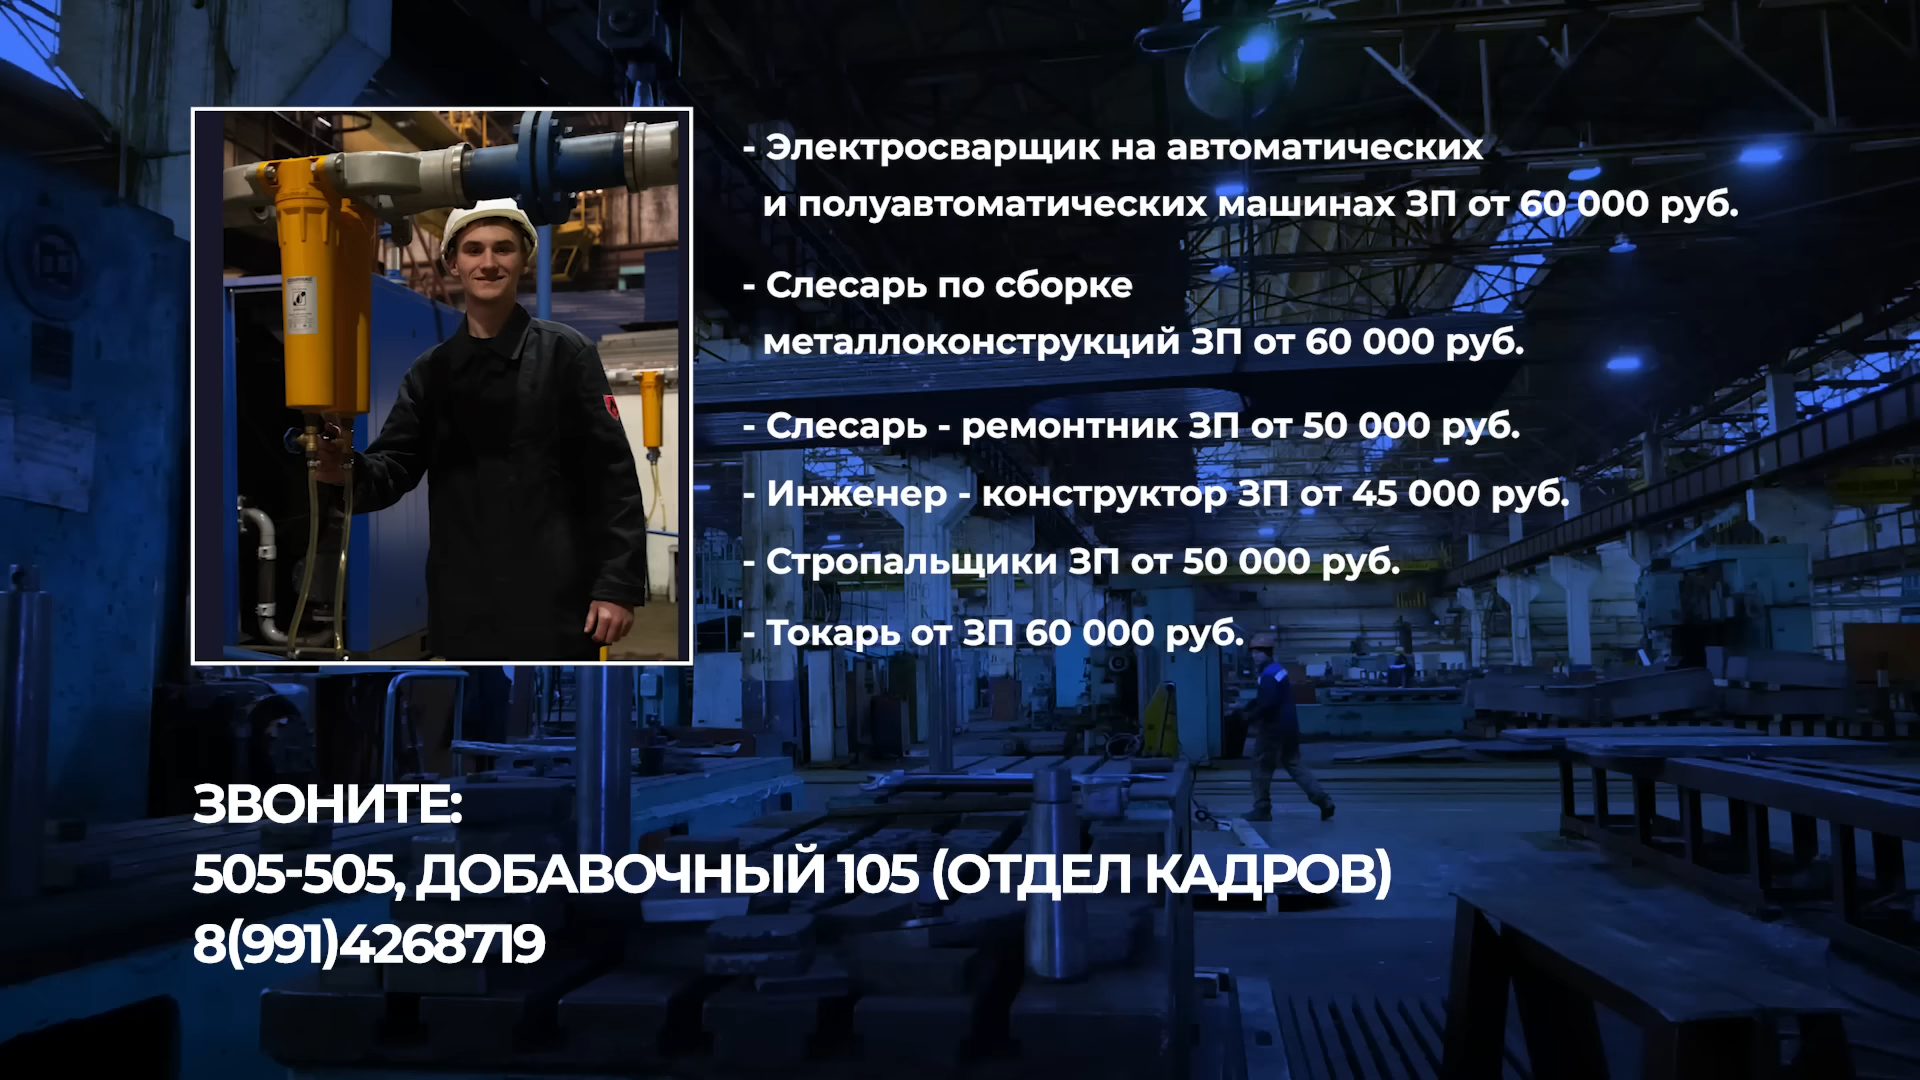 - Электросварщик на автоматических
и полуавтоматических машинах ЗП от 60 000 руб.
- Слесарь по сборке
металлоконструкций ЗП от 60 000 руб.
- Слесарь - ремонтник ЗП от 50 000 руб.
- Инженер - конструктор ЗП от 45 000 руб.
- Стропальщики ЗП от 50 000 руб.
- Токарь от ЗП 60 000 руб.
ЗВОНИТЕ:
505-505, ДОБАВОЧНЫЙ 105 (ОТДЕЛ КАДРОВ)
8(991)4268719